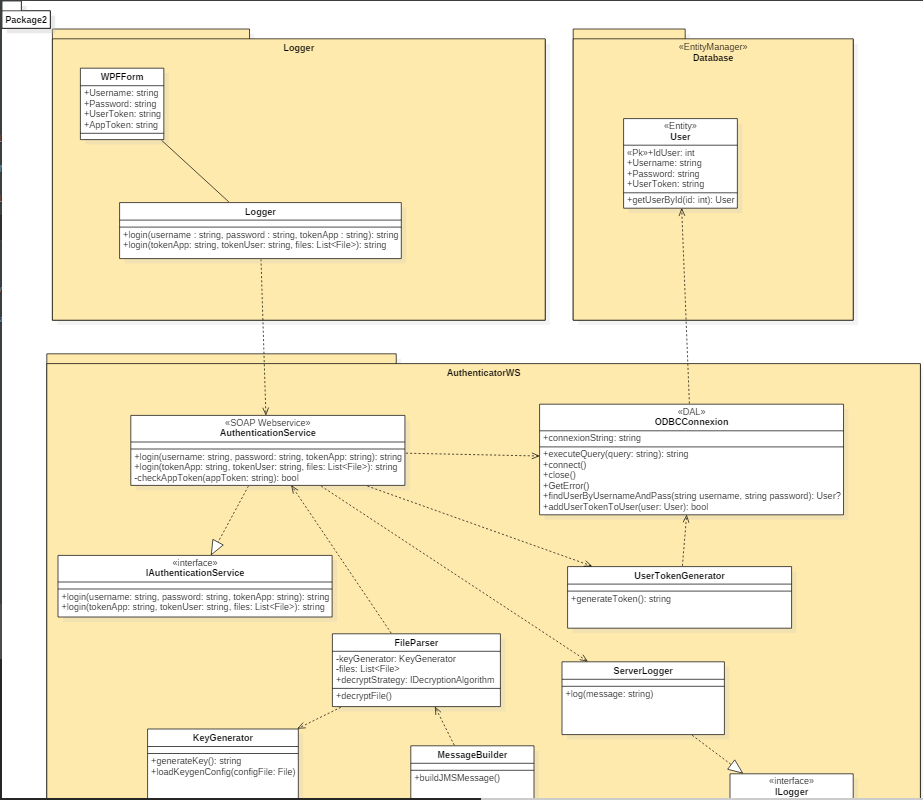 Package2
Logger
WPFForm
+Username: string
+Password: string
+UserToken: string
+AppToken: string
Logger
+login(username : string, password : string, tokenApp : string): string
+login(tokenApp: string, tokenUser: string, files: List<File>): string
«EntityManager»
Database
«Entity»
User
«Pk»+IdUser: int
+Username: string
+Password: string
+UserToken: string
+getUserById(id: int): User
AuthenticatorWS
«SOAP Webservice»
AuthenticationService
+login(username: string, password: string, tokenApp: string): string
+login(tokenApp: string, tokenUser: string, files: List<File>): string
-checkAppToken(appToken: string): bool
«DAL»
ODBCConnexion
+connexionString: string
+executeQuery(query: string): string
+connect()
+close()
+GetError()
+findUserByUsernameAndPass(string username, string password): User?
+addUserTokenToUser(user: User): bool
«interface»
IAuthenticationService
+login(username: string, password: string, tokenApp: string): string
+login(tokenApp: string, tokenUser: string, files: List<File>): string
UserTokenGenerator
+generateToken(): string
FileParser
-keyGenerator: KeyGenerator
-files: List<File>
+decryptStrategy: IDecryptionAlgorithm
+decryptFile()
ServerLogger
+log(message: string)
KeyGenerator
+generateKey(): string
+loadKeygenConfig(configFile: File)
MessageBuilder
+buildJMSMessage()
«interface»
ILogger